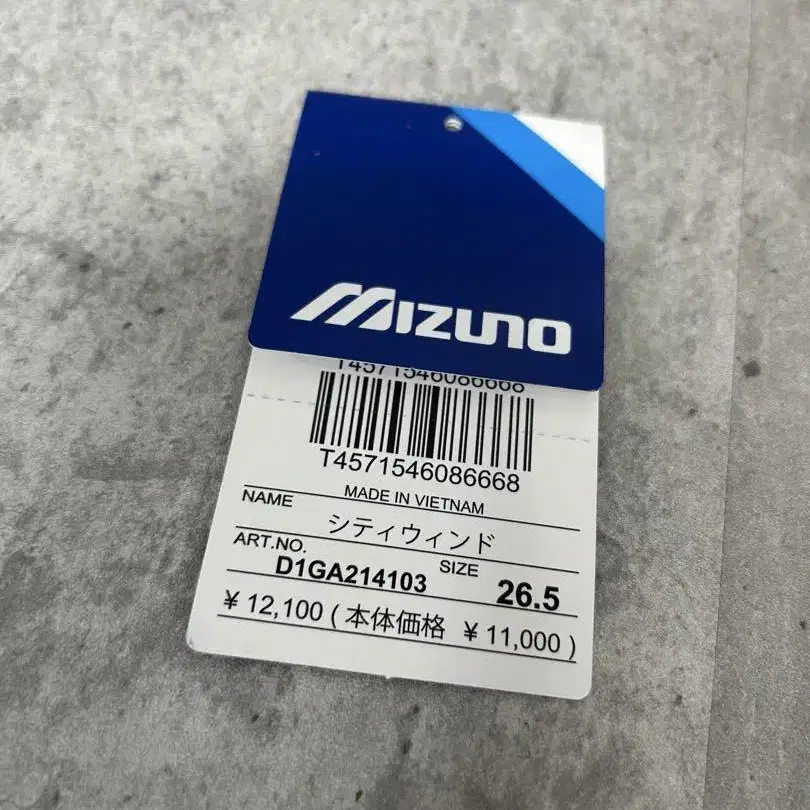 MIZUNO
T4571546086668
T4571546086668
MADE IN VIETNAM
NAME シティウィンド
ART.NO. D1GA214103 SIZE 26.5
¥ 12,100 ( 本体価格 ¥ 11,000 )